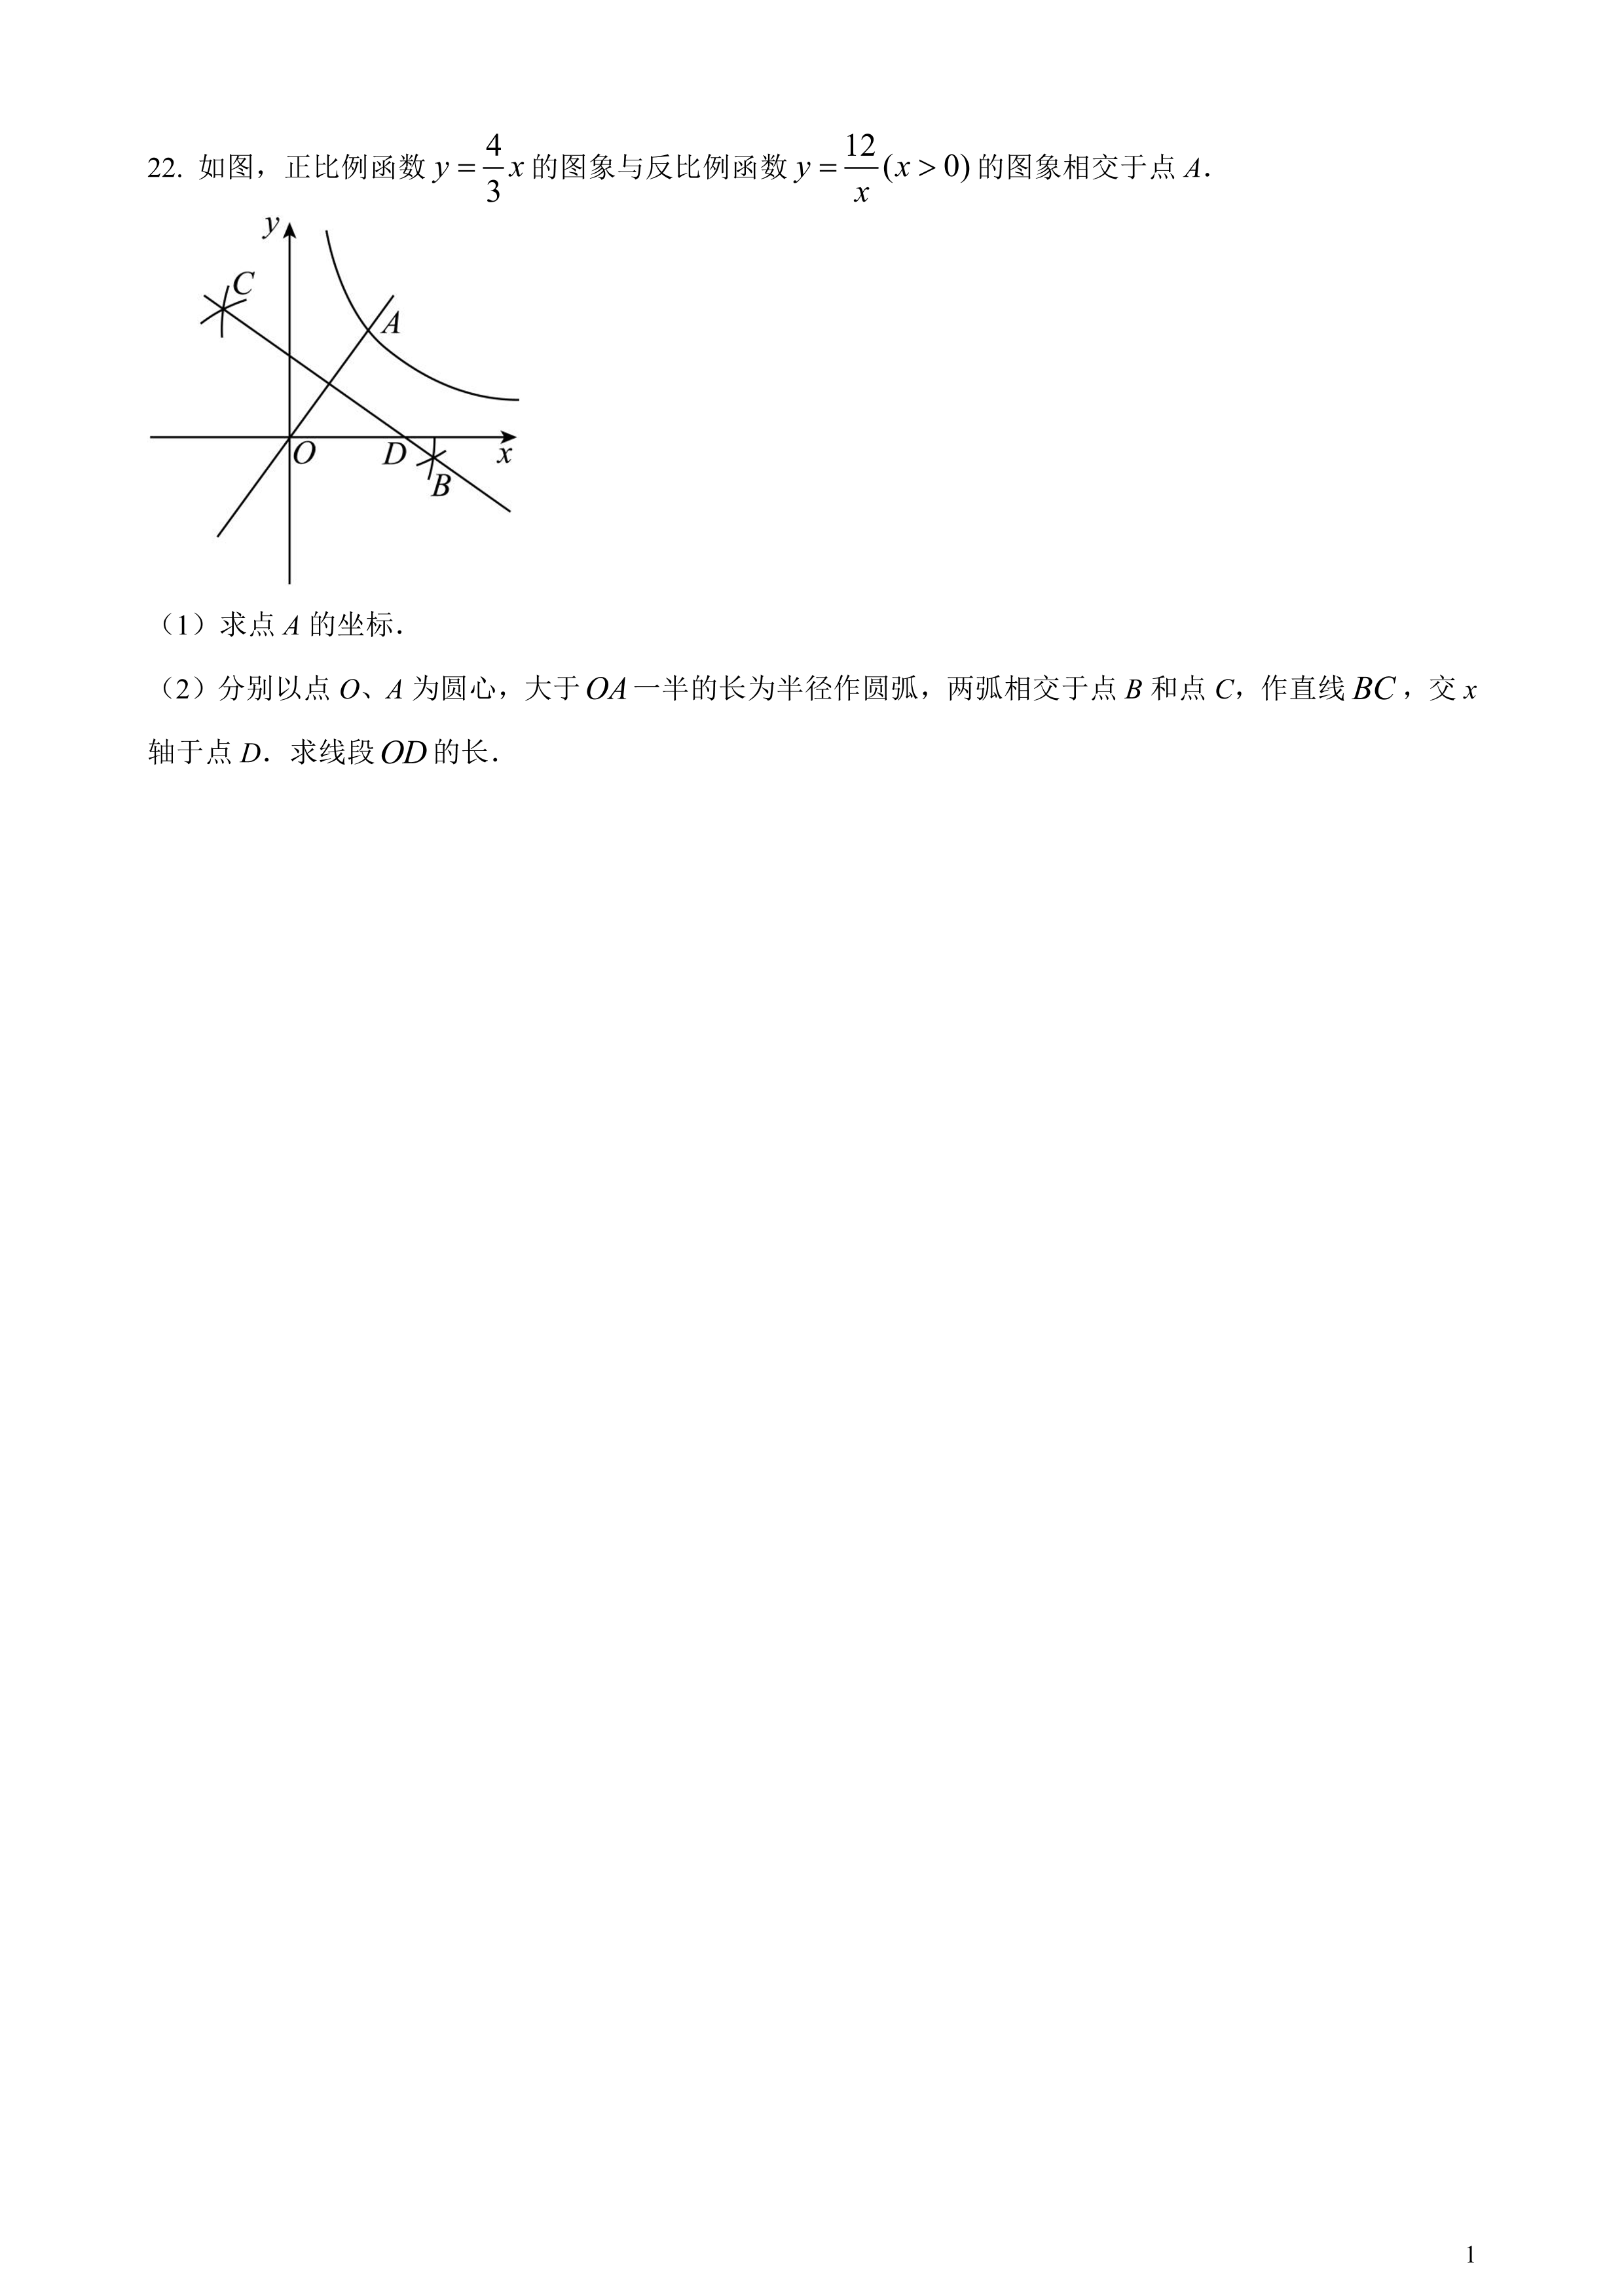 22. 如图，正比例函数 y = 4/3 x 的图象与反比例函数 y = 12/x (x > 0) 的图象相交于点 A．
y
C
A
O
D
x
B
（1）求点 A 的坐标．
（2）分别以点 O、A 为圆心，大于 OA 一半的长为半径作圆弧，两弧相交于点 B 和点 C，作直线 BC，交 x
轴于点 D．求线段 OD 的长．
1